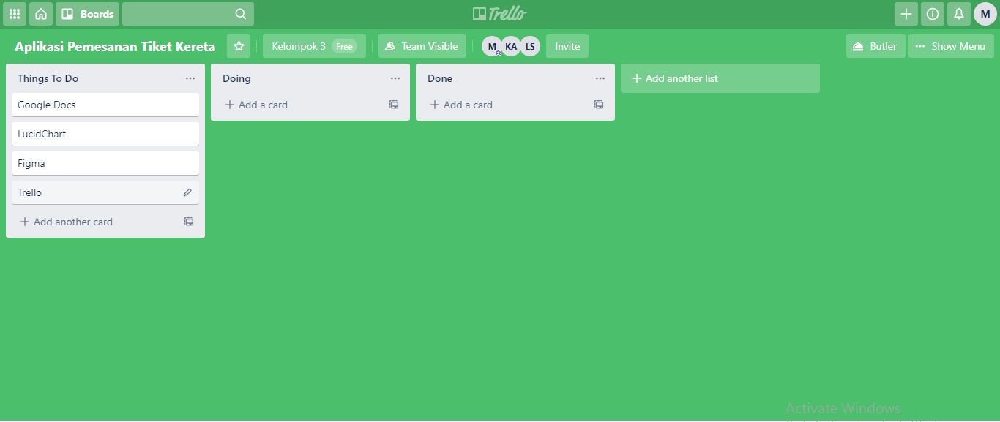 Boards
Trello
M
Aplikasi Pemesanan Tiket Kereta
Kelompok 3 Free
Team Visible
M KA LS
Invite
Butler
Show Menu
Things To Do
Google Docs
LucidChart
Figma
Trello
Add another card
Doing
Add a card
Done
Add a card
Add another list
Activate Windows